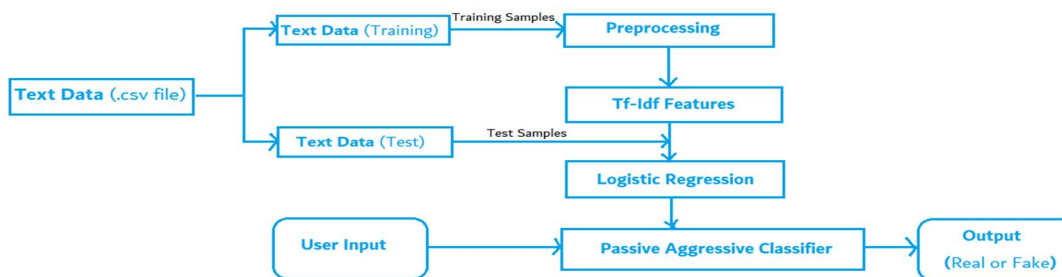 Training Samples
Text Data (Training)
Preprocessing
Text Data (.csv file)
Tf-Idf Features
Test Samples
Text Data (Test)
Logistic Regression
User Input
Passive Aggressive Classifier
Output
(Real or Fake)